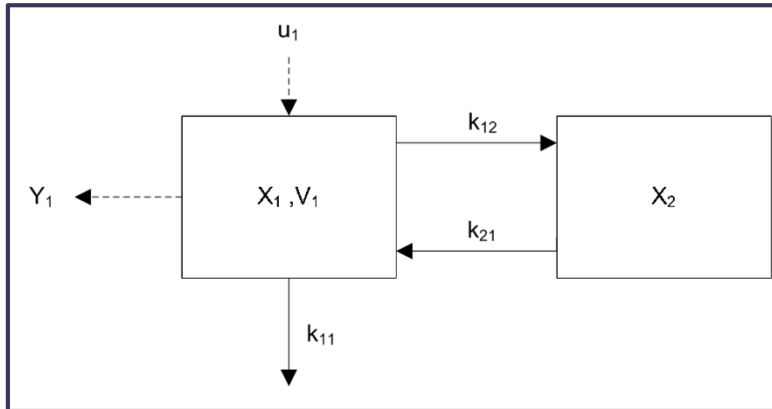 u₁
k₁₂
Y₁
X₁ ,V₁
X₂
k₂₁
k₁₁